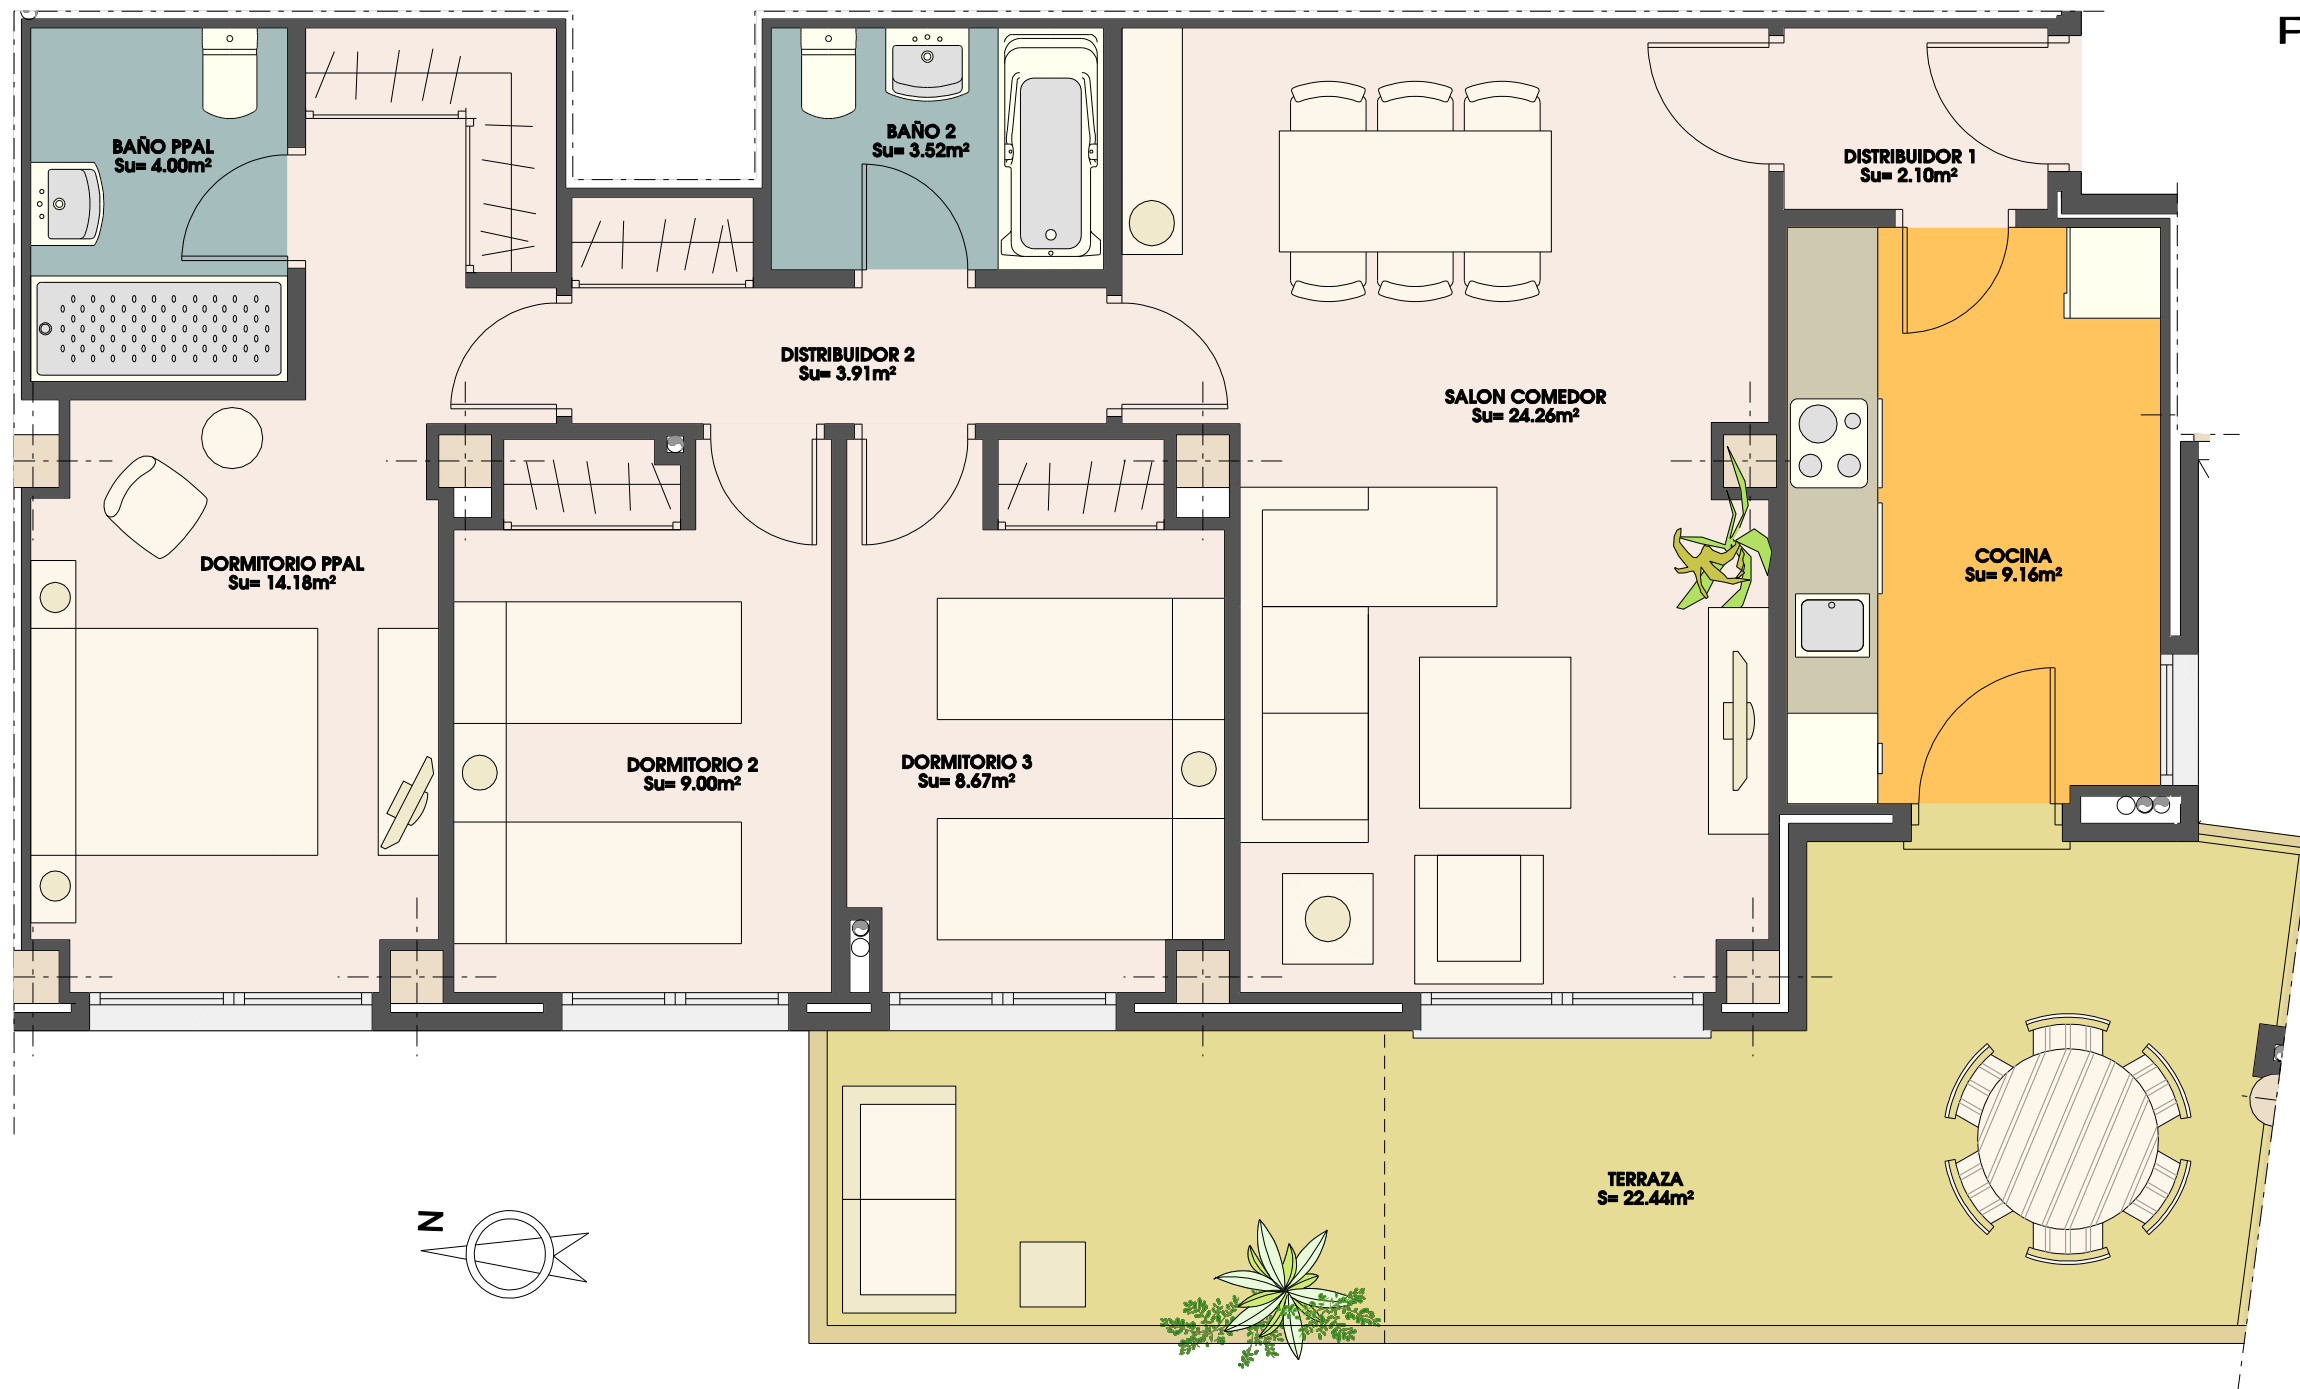 F
BAÑO PPAL
Su= 4.00m²
BAÑO 2
Su= 3.52m²
DISTRIBUIDOR 1
Su= 2.10m²
DISTRIBUIDOR 2
Su= 3.91m²
SALON COMEDOR
Su= 24.26m²
DORMITORIO PPAL
Su= 14.18m²
COCINA
Su= 9.16m²
DORMITORIO 2
Su= 9.00m²
DORMITORIO 3
Su= 8.67m²
TERRAZA
S= 22.44m²
N